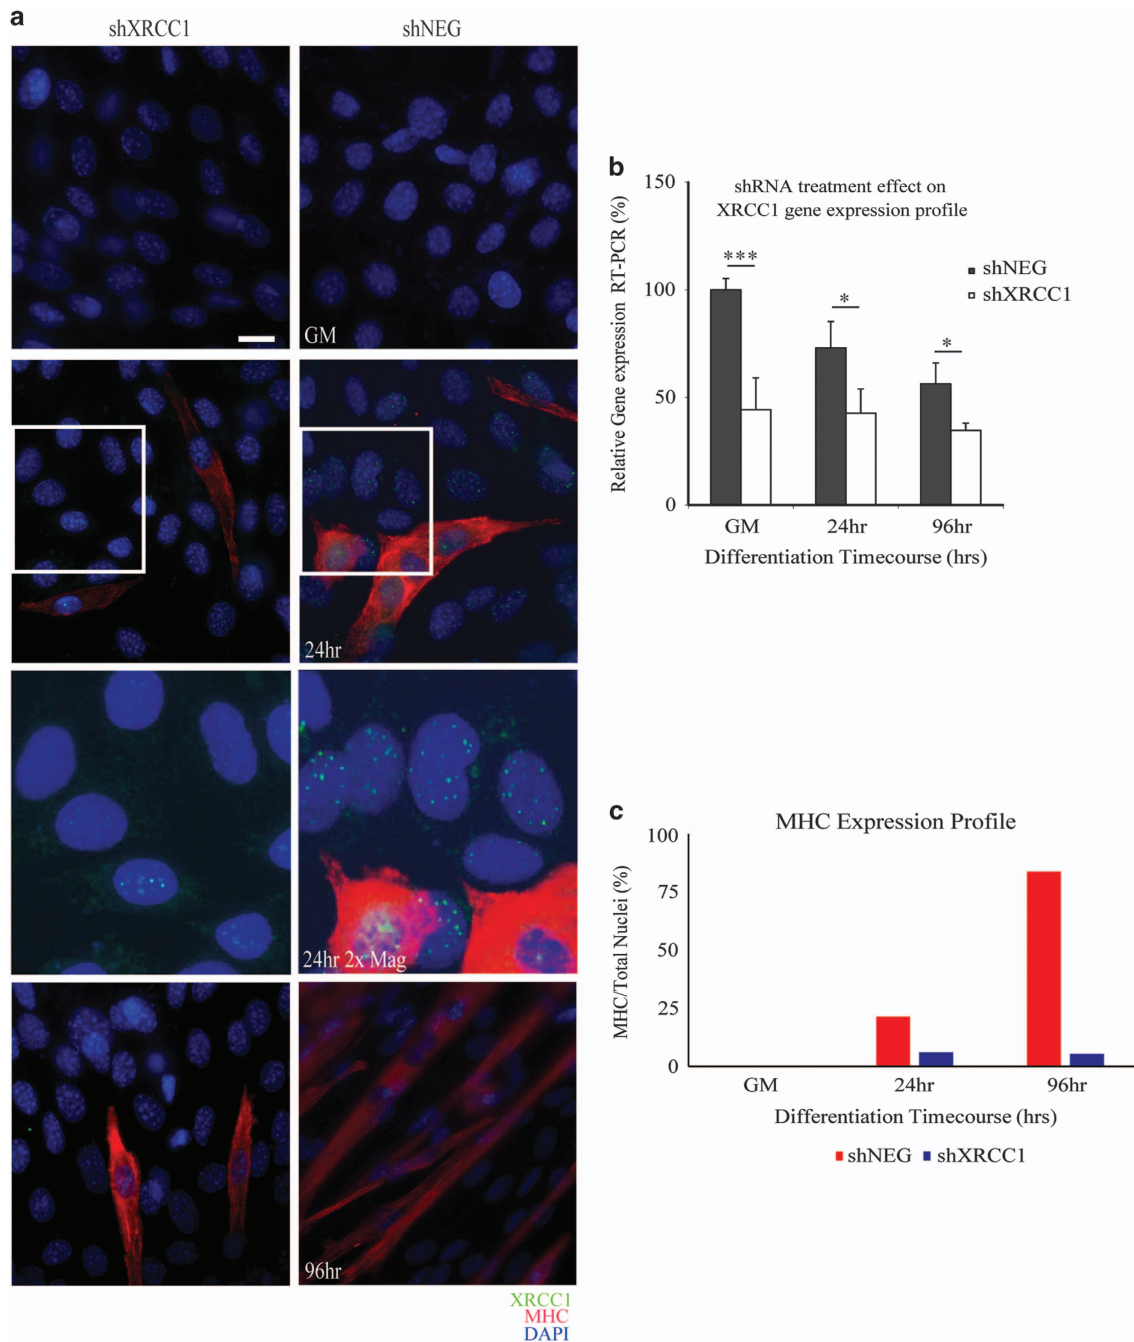 a
shXRCC1
shNEG
GM
24hr
24hr 2x Mag
96hr
XRCC1
MHC
DAPI
b
shRNA treatment effect on
XRCC1 gene expression profile
Relative Gene expression RT-PCR (%)
150
100
50
0
***
*
*
shNEG
shXRCC1
GM
24hr
96hr
Differentiation Timecourse (hrs)
c
MHC Expression Profile
MHC/Total Nuclei (%)
100
75
50
25
0
GM
24hr
96hr
Differentiation Timecourse (hrs)
shNEG
shXRCC1